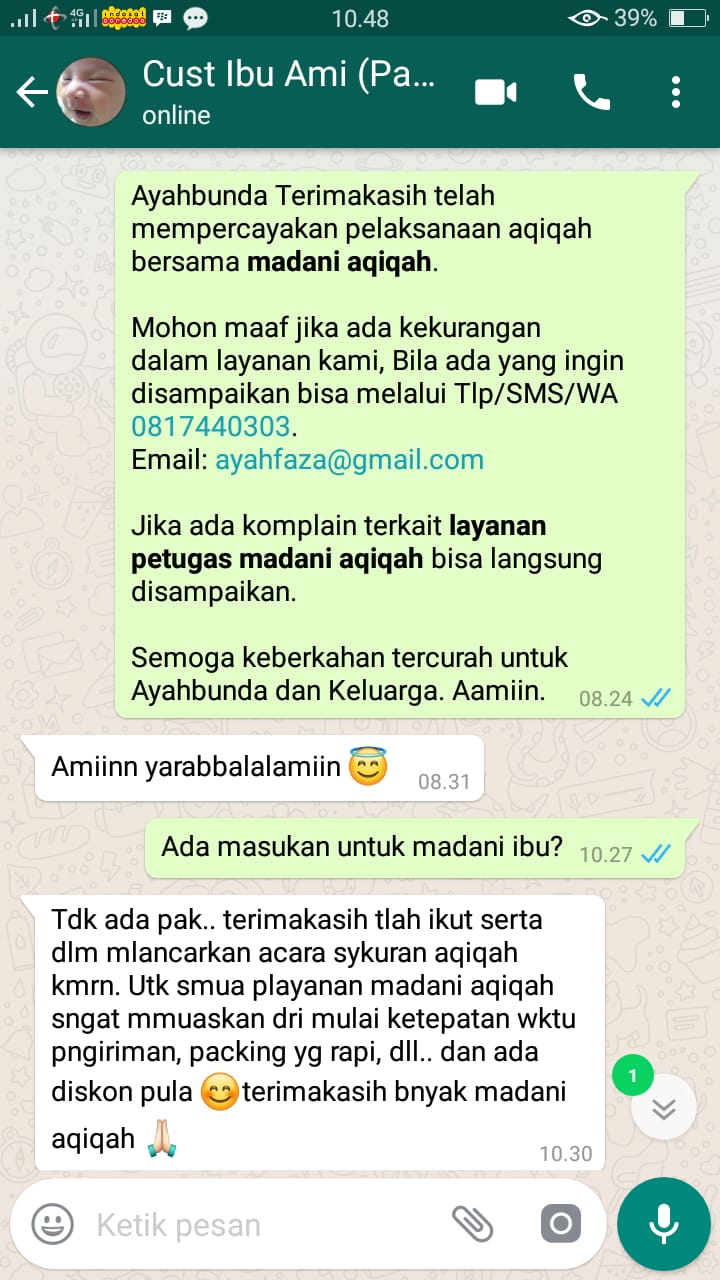 4G
indosat
ooredoo
10.48
39%
Cust Ibu Ami (Pa...
online
Ayahbunda Terimakasih telah
mempercayakan pelaksanaan aqiqah
bersama madani aqiqah.
Mohon maaf jika ada kekurangan
dalam layanan kami, Bila ada yang ingin
disampaikan bisa melalui Tlp/SMS/WA
0817440303.
Email: ayahfaza@gmail.com
Jika ada komplain terkait layanan
petugas madani aqiqah bisa langsung
disampaikan.
Semoga keberkahan tercurah untuk
Ayahbunda dan Keluarga. Aamiin. 08.24
Amiinn yarabbalalamiin 😇 08.31
Ada masukan untuk madani ibu? 10.27
Tdk ada pak.. terimakasih tlah ikut serta
dlm mlancarkan acara sykuran aqiqah
kmrn. Utk smua playanan madani aqiqah
sngat mmuaskan dri mulai ketepatan wktu
pngiriman, packing yg rapi, dll.. dan ada
diskon pula 😊terimakasih bnyak madani
aqiqah 🙏🏻 10.30
1
Ketik pesan